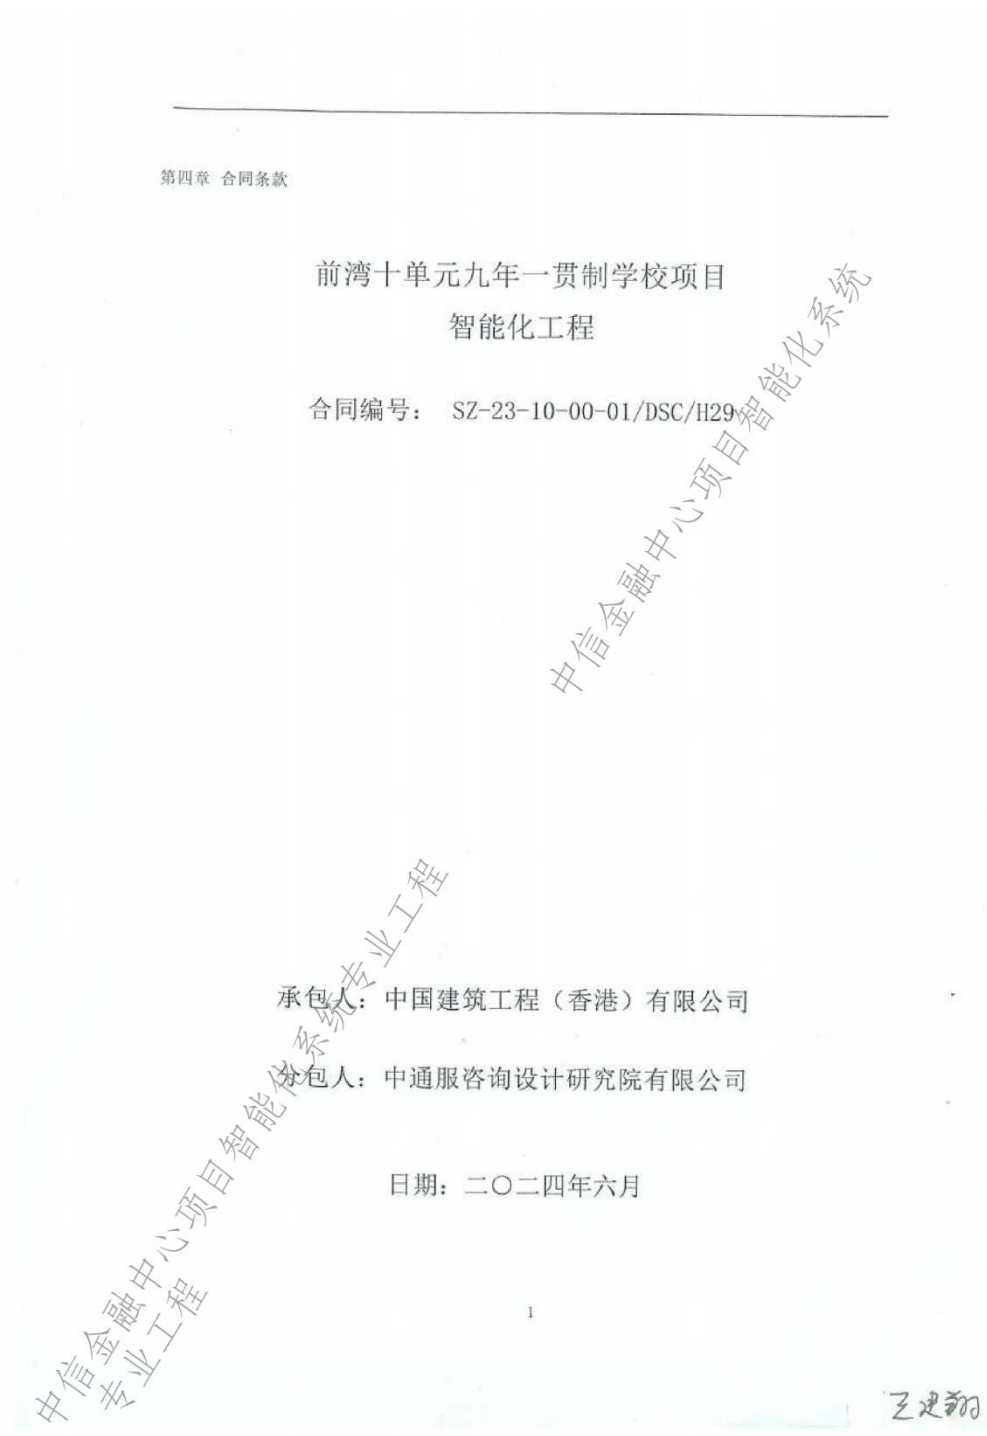 第四章 合同条款
前湾十单元九年一贯制学校项目
智能化工程
合同编号： SZ-23-10-00-01/DSC/H29
中信金融中心项目智能化系统
承包人：中国建筑工程（香港）有限公司
分包人：中通服咨询设计研究院有限公司
日期：二〇二四年六月
中信金融中心项目智能化系统专业工程
专业工程
1
王建翔